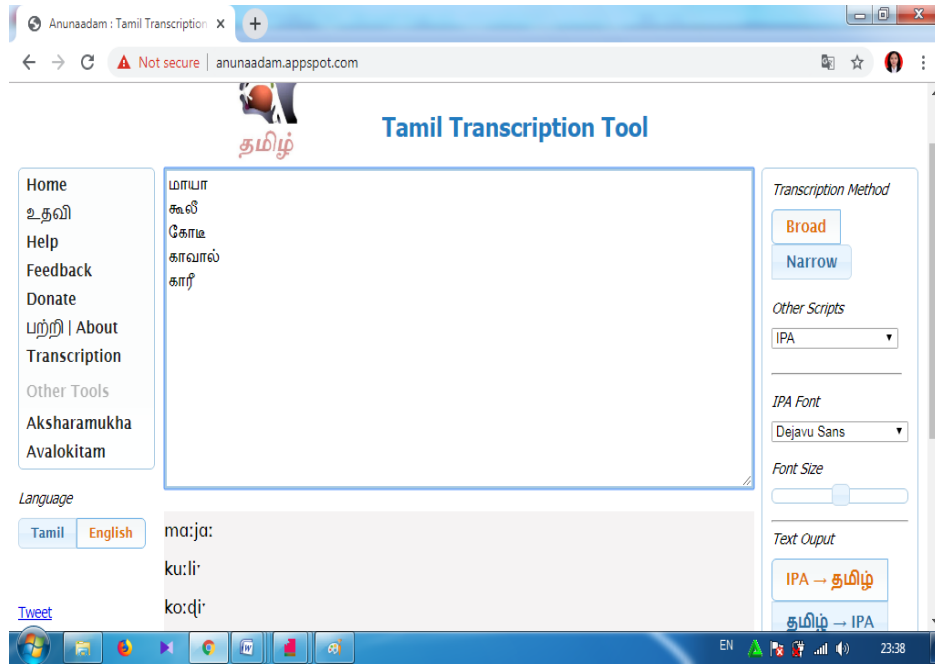 Anunaadam : Tamil Transcription
Not secure | anunaadam.appspot.com
தமிழ்
Tamil Transcription Tool
Home
உதவி
Help
Feedback
Donate
பற்றி | About
Transcription
Other Tools
Aksharamukha
Avalokitam
Language
Tamil English
Tweet
மாயா
கூலீ
கோடீ
காவால்
காரீ
mɑːjɑː
kuːliˑ
koːɖiˑ
Transcription Method
Broad
Narrow
Other Scripts
IPA
IPA Font
Dejavu Sans
Font Size
Text Ouput
IPA → தமிழ்
தமிழ் → IPA
EN 23:38